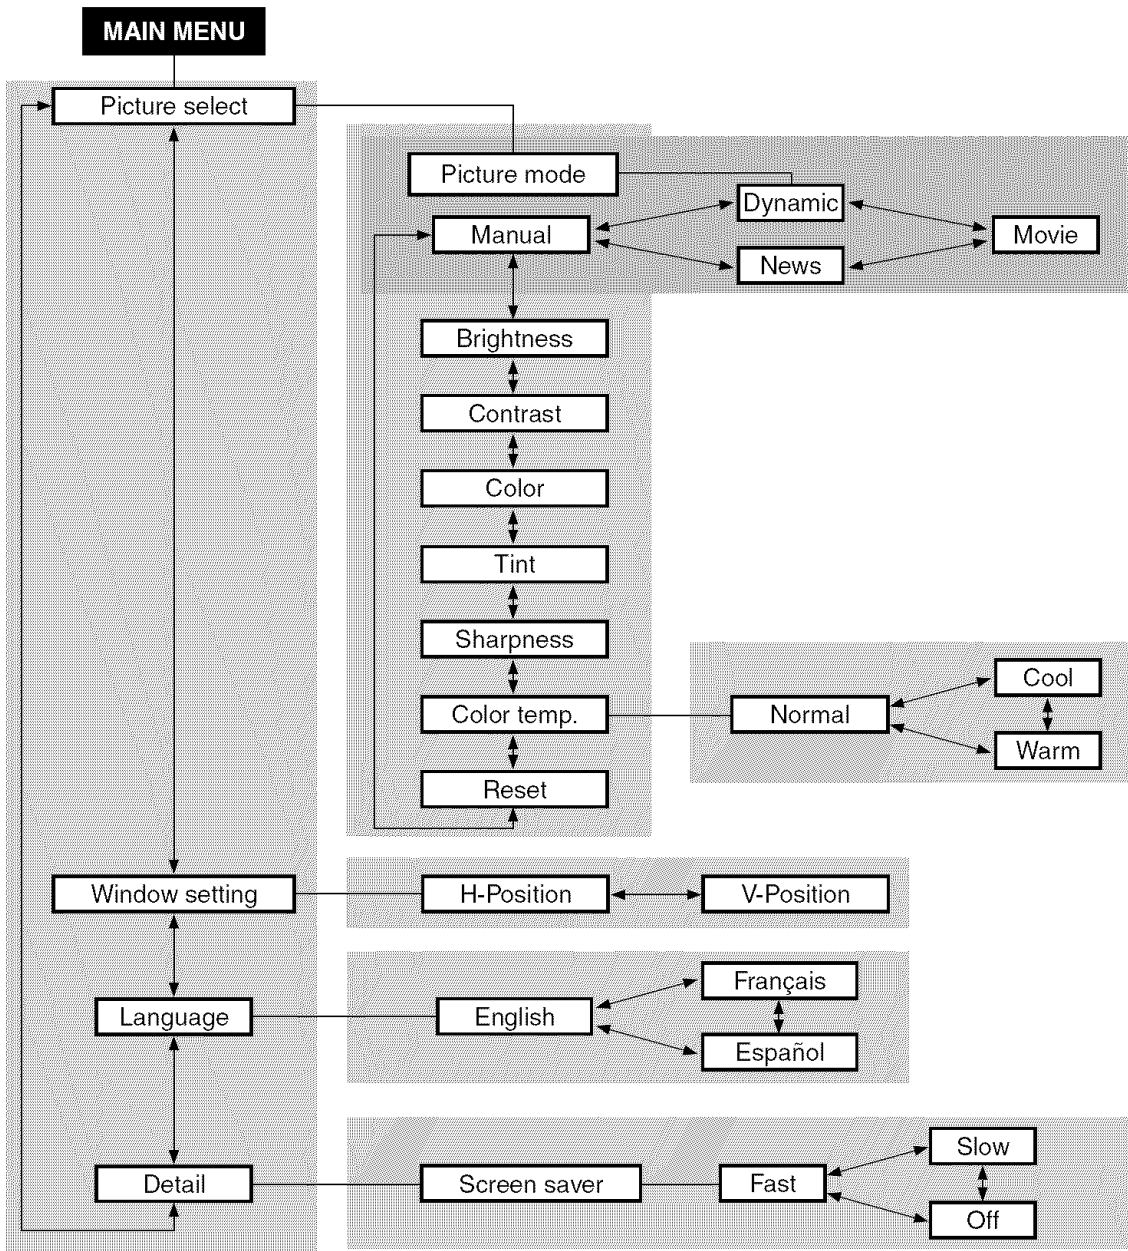 MAIN MENU
Picture select
Picture mode
Dynamic
Manual
Movie
News
Brightness
Contrast
Color
Tint
Sharpness
Cool
Color temp.
Normal
Warm
Reset
Window setting
H-Position
V-Position
Français
Language
English
Español
Slow
Detail
Screen saver
Fast
Off